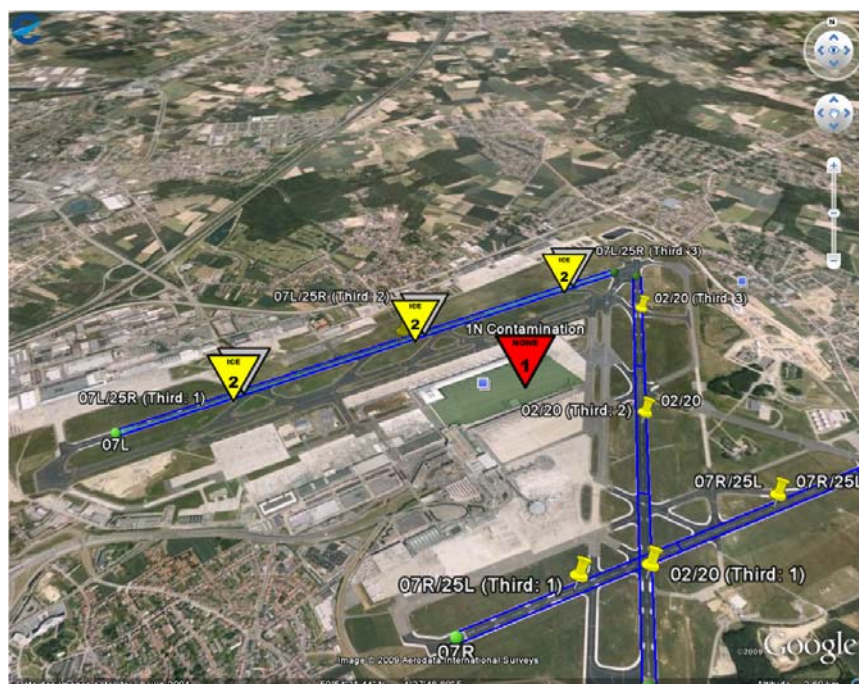 N
07L/25R (Third: 3)
ICE
2
07L/25R (Third: 2)
02/20 (Third: 3)
ICE
2
1N Contamination
NONE
1
ICE
2
07L/25R (Third: 1)
02/20
02/20 (Third: 2)
07L
07R/25L
07R/25L
07R/25L (Third: 1)
02/20 (Third: 1)
07R
Image © 2009 Aerodata International Surveys
©2009 Google